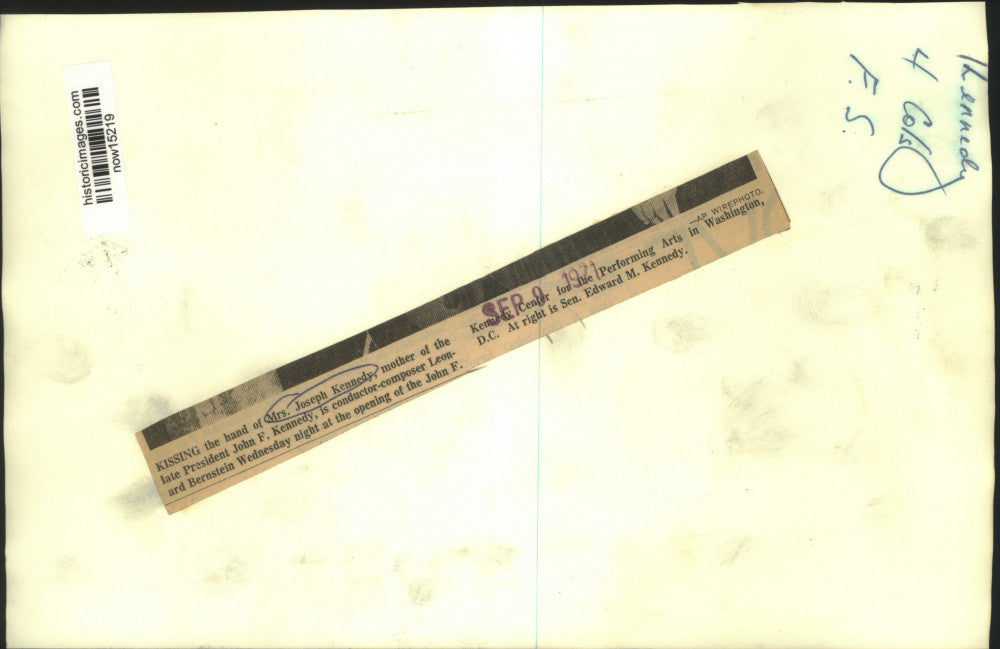 historicimages.com
now15219
Kennedy
4 Cols
F.S.
—AP WIREPHOTO.
KISSING the hand of Mrs. Joseph Kennedy, mother of the
late President John F. Kennedy, is conductor-composer Leon-
ard Bernstein Wednesday night at the opening of the John F.
Kennedy Center for the Performing Arts in Washington,
D.C. At right is Sen. Edward M. Kennedy.
SEP 9 1971